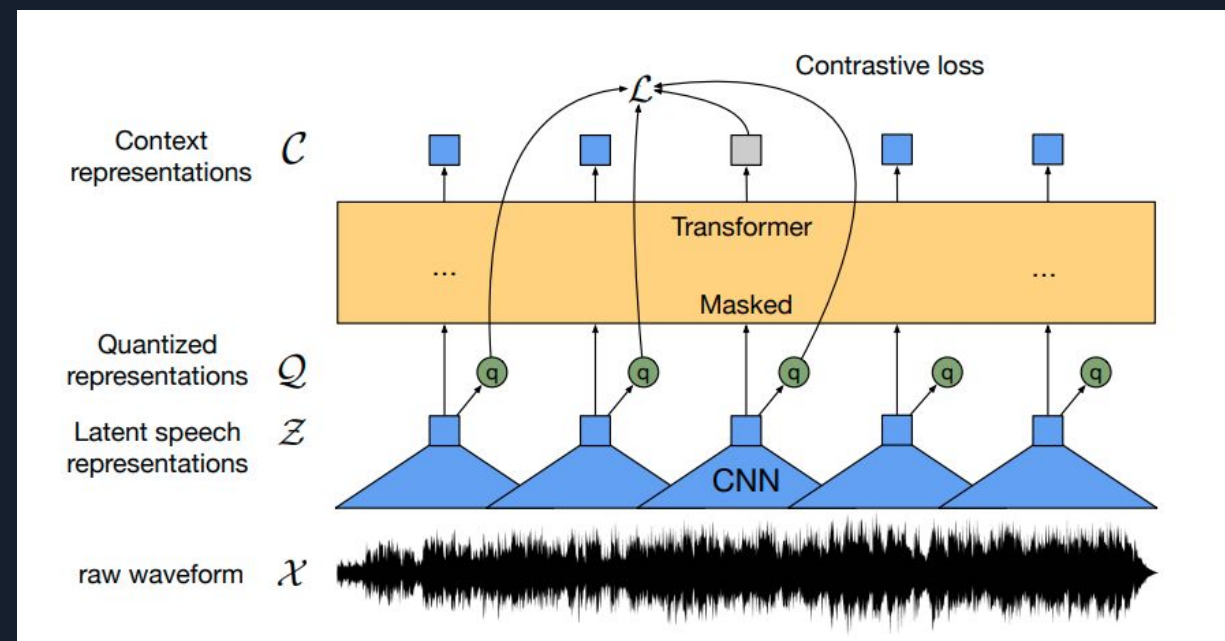 Contrastive loss
ℒ
Context
representations
𝒞
Transformer
... ...
Masked
Quantized
representations
𝒬
q q q q q
Latent speech
representations
𝒵
CNN
raw waveform
𝒳